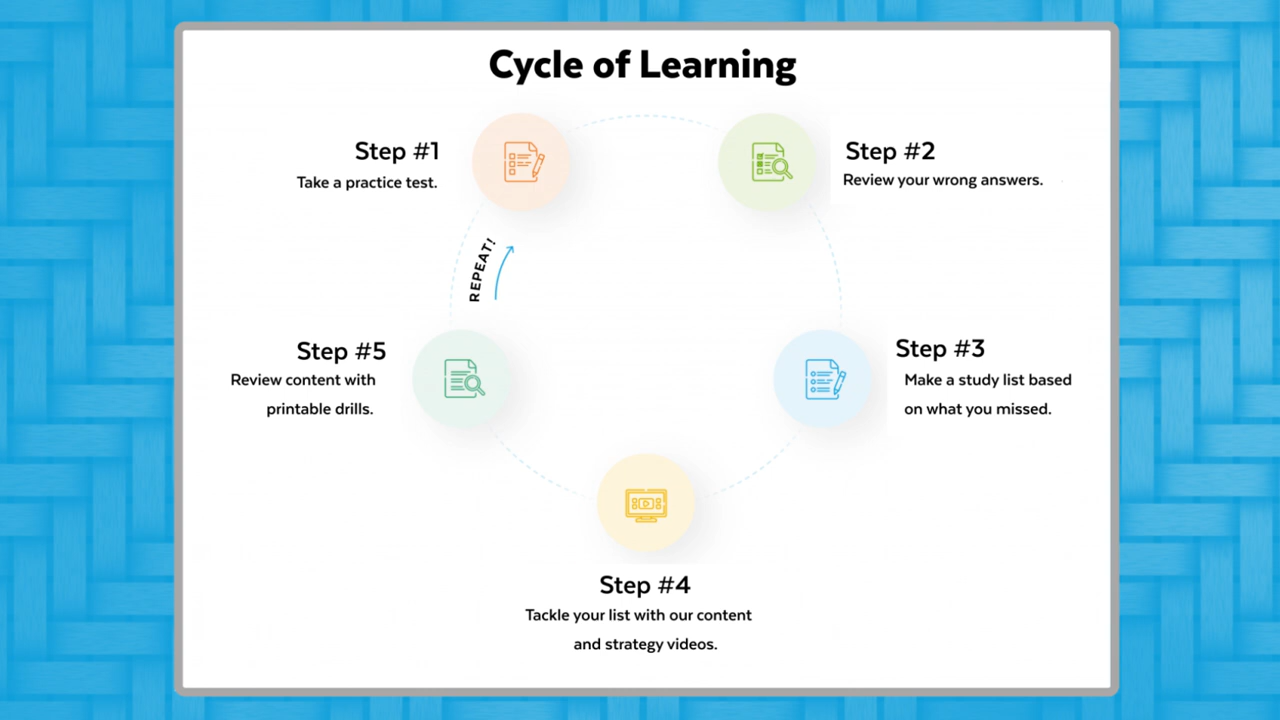 Cycle of Learning
Step #1
Take a practice test.
Step #2
Review your wrong answers.
REPEAT!
Step #3
Make a study list based
on what you missed.
Step #4
Tackle your list with our content
and strategy videos.
Step #5
Review content with
printable drills.